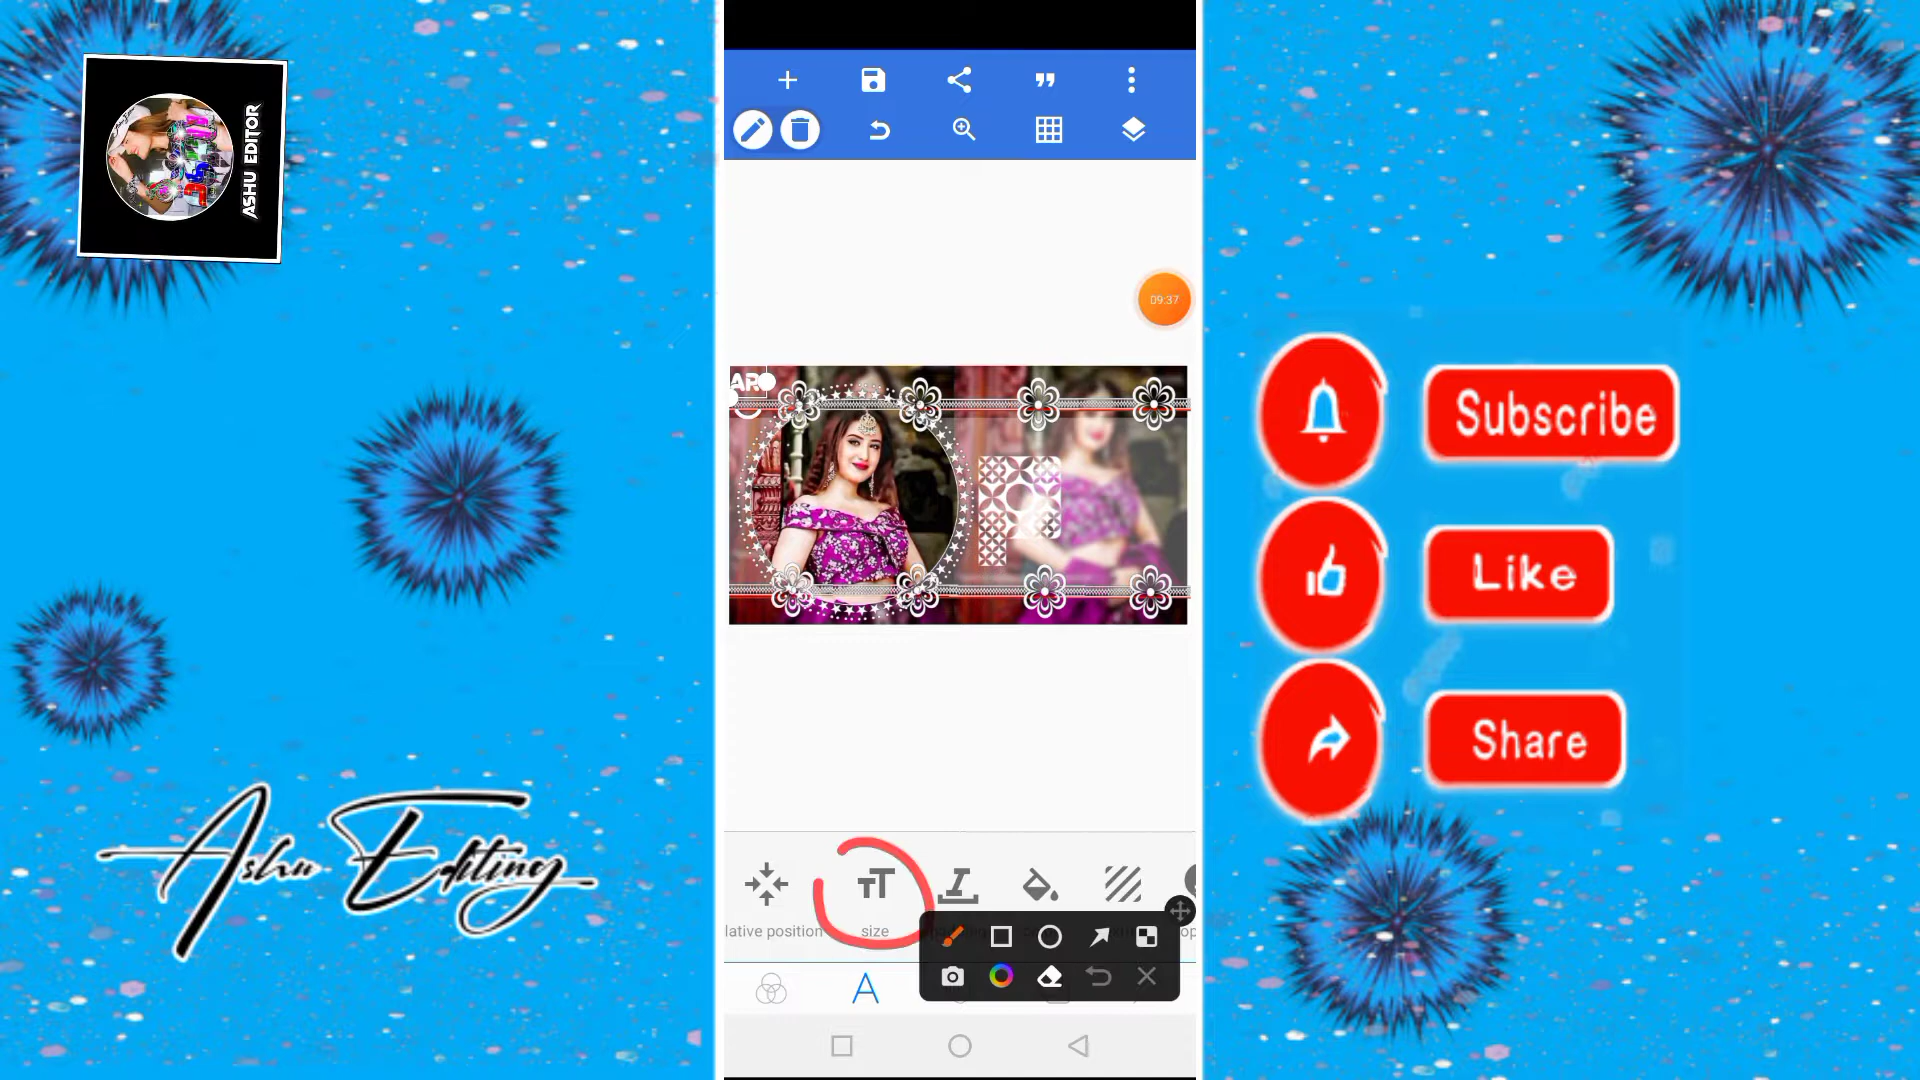 ASHU EDITOR
Ashu Editing
09:37
ARO
lative position
size
Subscribe
Like
Share